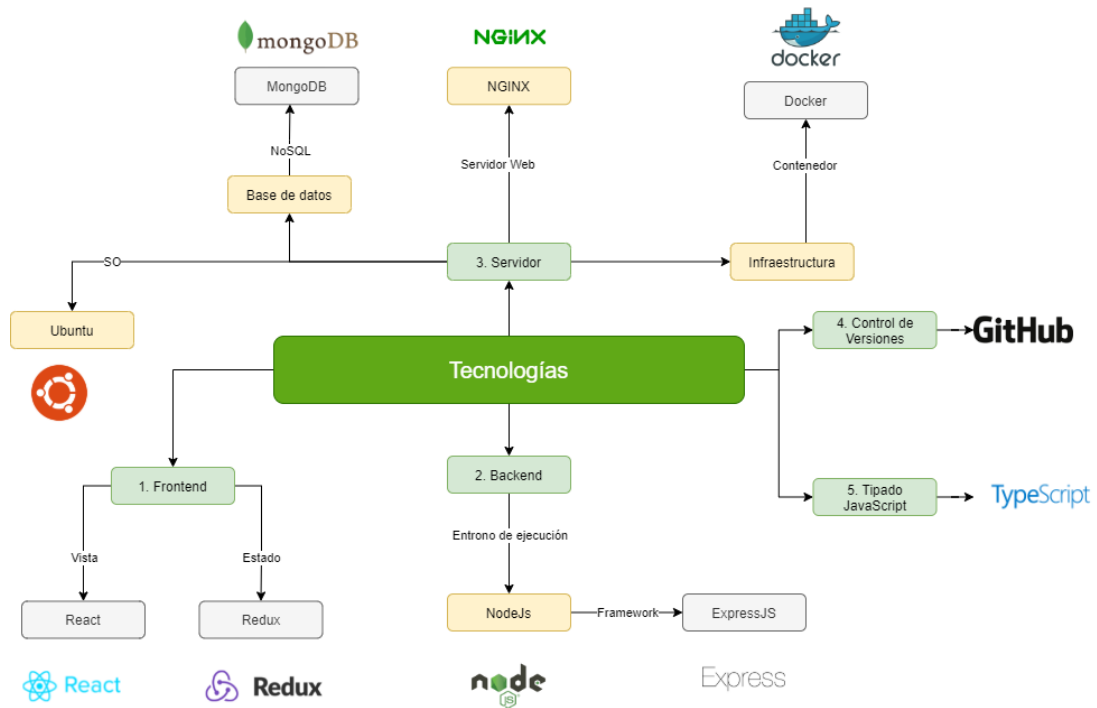 mongoDB
NGiNX
docker
MongoDB
NGINX
Docker
NoSQL
Servidor Web
Contenedor
Base de datos
SO
3. Servidor
Infraestructura
Ubuntu
4. Control de
Versiones
GitHub
Tecnologías
1. Frontend
2. Backend
5. Tipado
JavaScript
TypeScript
Entrono de ejecución
Vista
Estado
React
Redux
NodeJs
Framework
ExpressJS
React
Redux
node
JS
Express